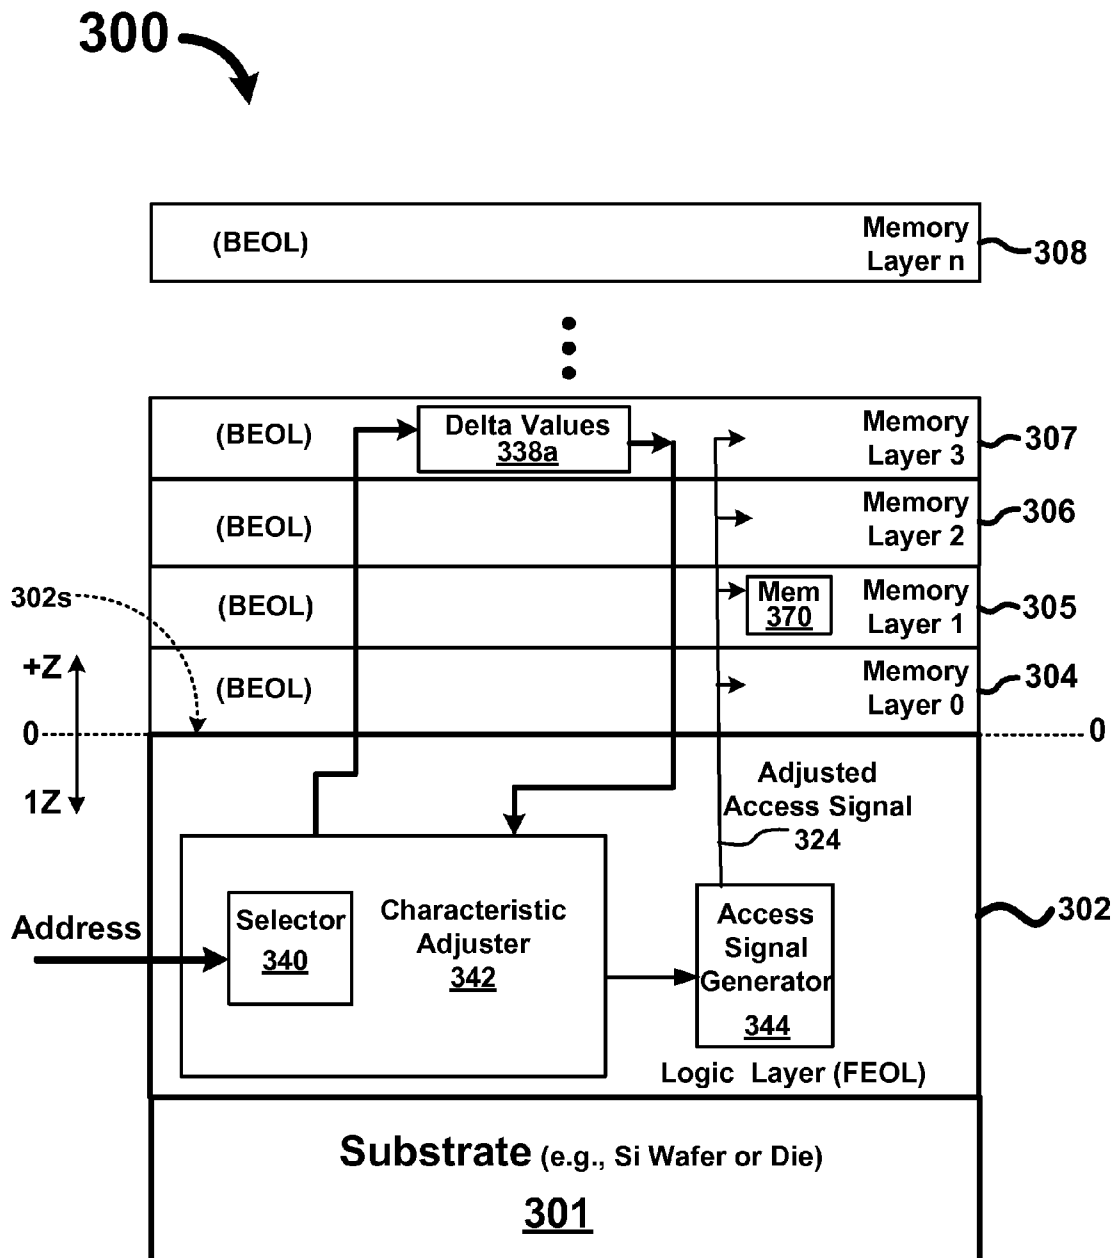 300
(BEOL)
Memory
Layer n
308
(BEOL)
Delta Values
338a
Memory
Layer 3
307
(BEOL)
Memory
Layer 2
306
302s
(BEOL)
Mem
370
Memory
Layer 1
305
+Z
(BEOL)
Memory
Layer 0
304
0
0
1Z
Adjusted
Access Signal
324
Address
Selector
340
Characteristic
Adjuster
342
Access
Signal
Generator
344
302
Logic Layer (FEOL)
Substrate (e.g., Si Wafer or Die)
301